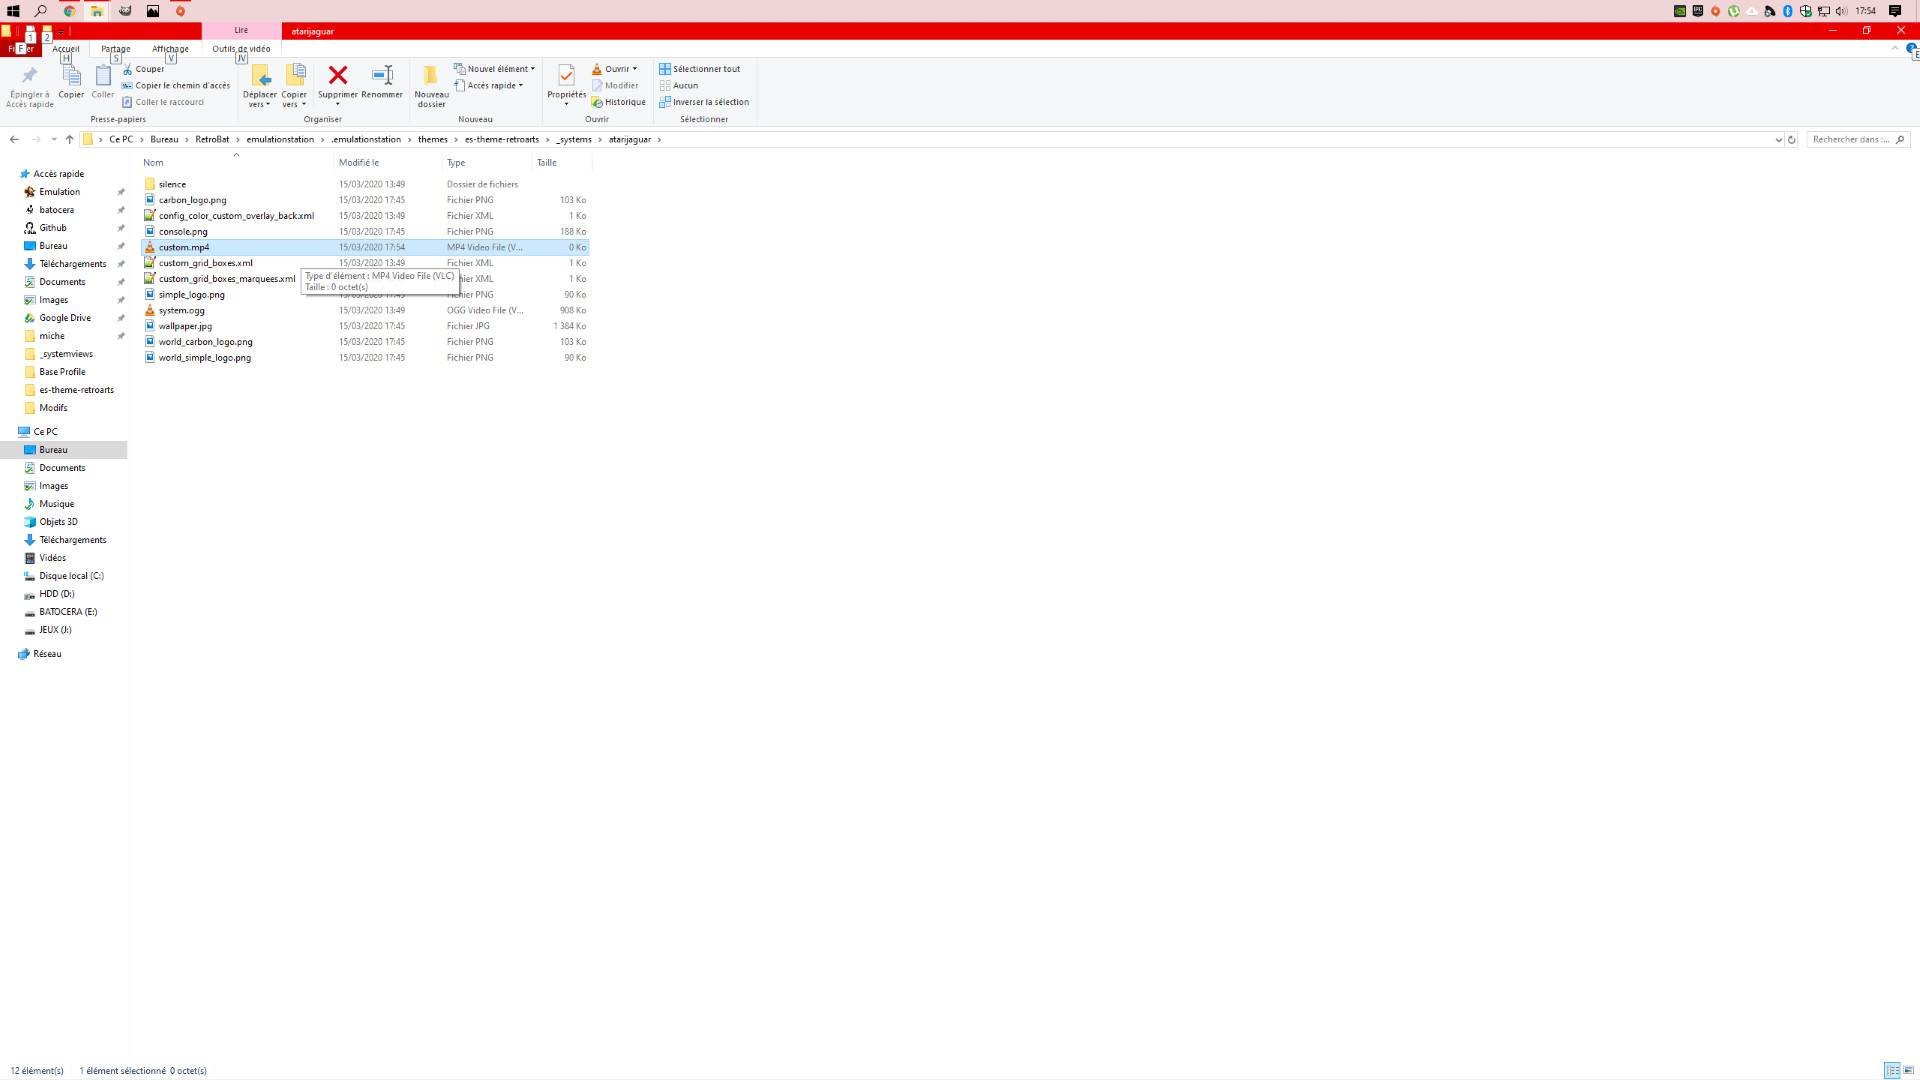 17:54
Lire
atarijaguar
1
2
Fichier
F
Accueil
H
Partage
S
Affichage
V
Outils de vidéo
JV
E
Épingler à Accès rapide
Copier
Coller
Couper
Copier le chemin d'accès
Coller le raccourci
Presse-papiers
Déplacer vers
Copier vers
Supprimer
Renommer
Organiser
Nouveau dossier
Nouvel élément
Accès rapide
Nouveau
Propriétés
Ouvrir
Modifier
Historique
Ouvrir
Sélectionner tout
Aucun
Inverser la sélection
Sélectionner
Ce PC > Bureau > RetroBat > emulationstation > .emulationstation > themes > es-theme-retroarts > _systems > atarijaguar >
Rechercher dans :...
Nom Modifié le Type Taille
silence 15/03/2020 13:49 Dossier de fichiers
carbon_logo.png 15/03/2020 17:45 Fichier PNG 103 Ko
config_color_custom_overlay_back.xml 15/03/2020 13:49 Fichier XML 1 Ko
console.png 15/03/2020 17:45 Fichier PNG 188 Ko
custom.mp4 15/03/2020 17:54 MP4 Video File (V... 0 Ko
custom_grid_boxes.xml 15/03/2020 13:49 Fichier XML 1 Ko
custom_grid_boxes_marquees.xml hier XML 1 Ko
Type d'élément : MP4 Video File (VLC)
Taille : 0 octet(s)
simple_logo.png 15/03/2020 17:45 Fichier PNG 90 Ko
system.ogg 15/03/2020 13:49 OGG Video File (V... 908 Ko
wallpaper.jpg 15/03/2020 17:45 Fichier JPG 1 384 Ko
world_carbon_logo.png 15/03/2020 17:45 Fichier PNG 103 Ko
world_simple_logo.png 15/03/2020 17:45 Fichier PNG 90 Ko
Accès rapide
Emulation
batocera
Github
Bureau
Téléchargements
Documents
Images
Google Drive
miche
_systemviews
Base Profile
es-theme-retroarts
Modifs
Ce PC
Bureau
Documents
Images
Musique
Objets 3D
Téléchargements
Vidéos
Disque local (C:)
HDD (D:)
BATOCERA (E:)
JEUX (J:)
Réseau
12 élément(s) 1 élément sélectionné 0 octet(s)